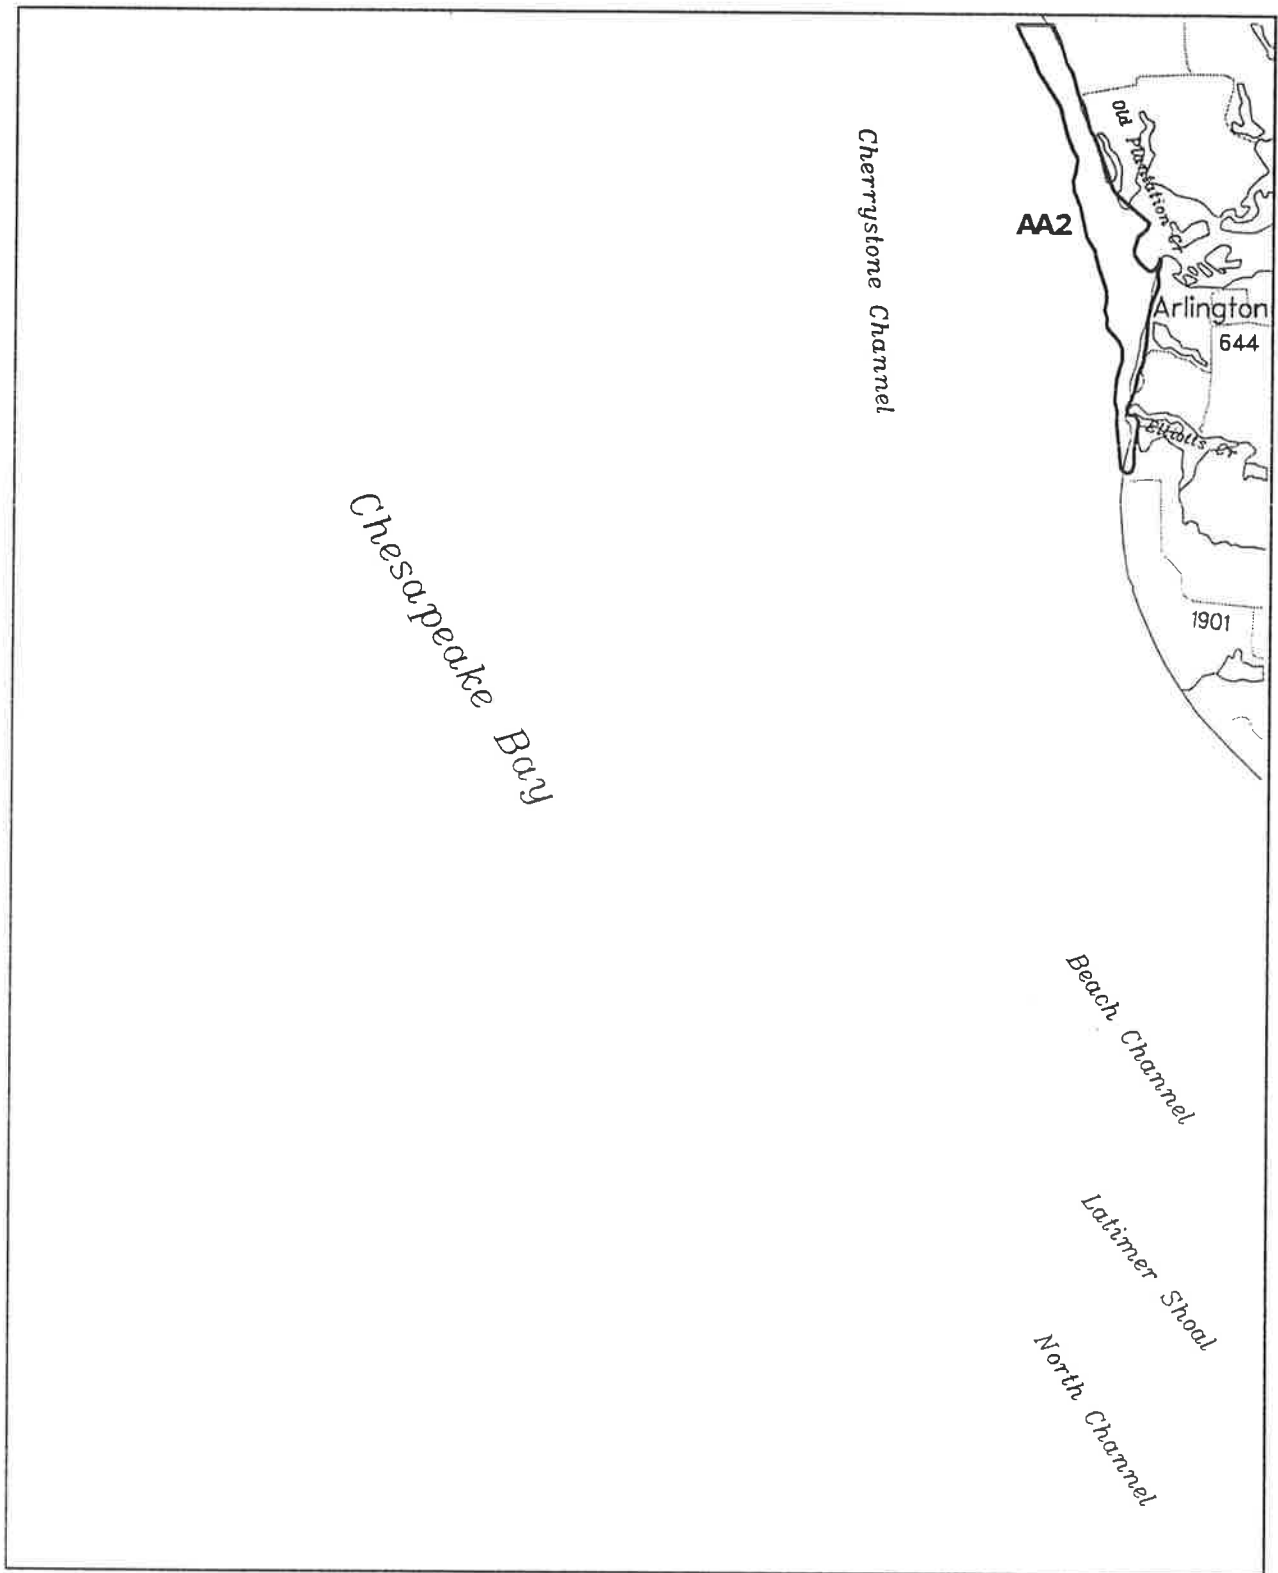 Old Plantation Cr
Cherrystone Channel
AA2
Arlington
644
Elliotts Cr
Chesapeake Bay
1901
Beach Channel
Latimer Shoal
North Channel